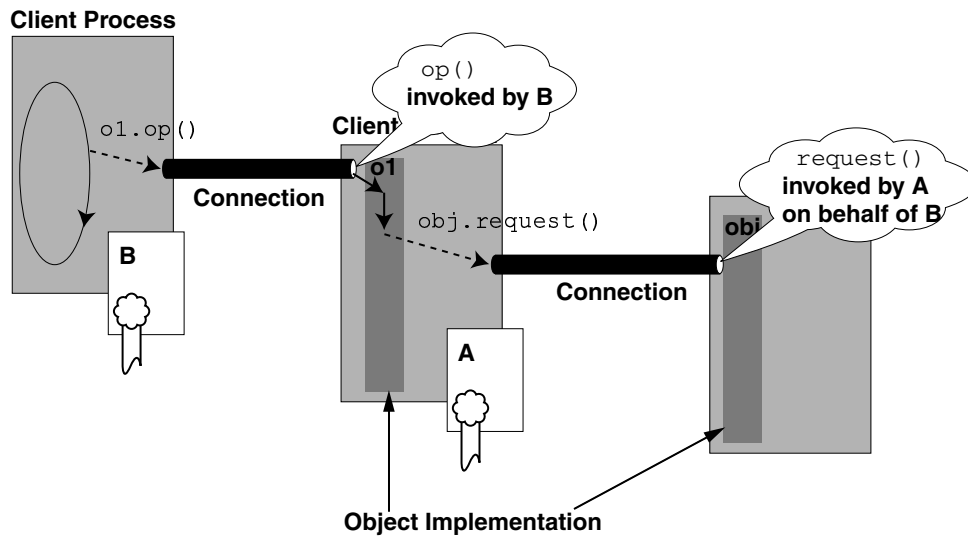 Client Process
op()
invoked by B
o1.op()
Client
o1
Connection
request()
invoked by A
on behalf of B
obj.request()
obj
Connection
B
A
Object Implementation